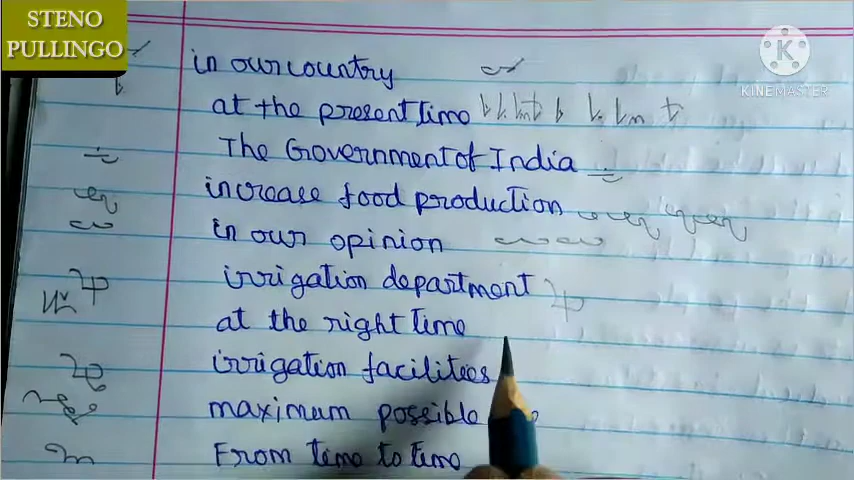 STENO
PULLINGO
KINEMASTER
in our country
at the present time
The Government of India
increase food production
in our opinion
irrigation department
at the right time
irrigation facilitees
maximum possible
From time to time